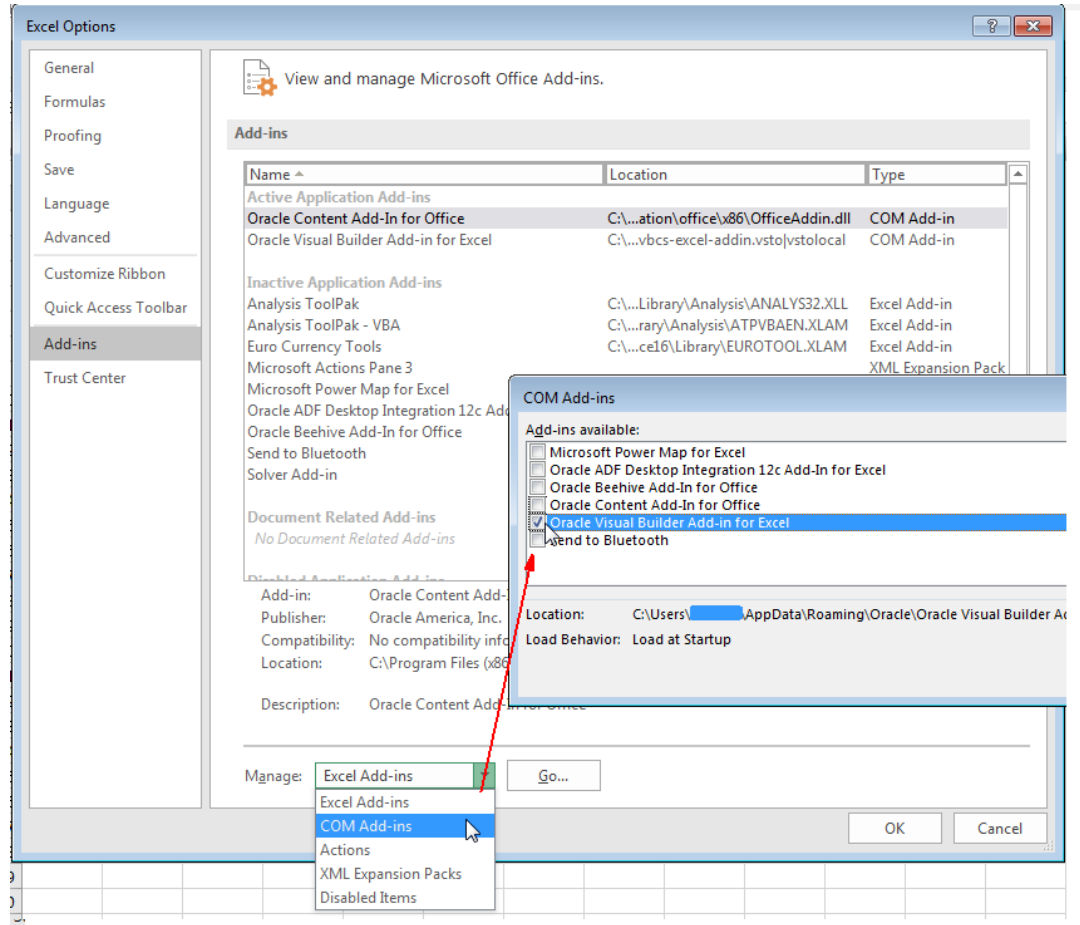 Excel Options
General
Formulas
Proofing
Save
Language
Advanced
Customize Ribbon
Quick Access Toolbar
Add-ins
Trust Center
View and manage Microsoft Office Add-ins.
Add-ins
Name Location Type
Active Application Add-ins
Oracle Content Add-In for Office C:\...ation\office\x86\OfficeAddin.dll COM Add-in
Oracle Visual Builder Add-in for Excel C:\...vbcs-excel-addin.vsto|vstolocal COM Add-in
Inactive Application Add-ins
Analysis ToolPak C:\...Library\Analysis\ANALYS32.XLL Excel Add-in
Analysis ToolPak - VBA C:\...rary\Analysis\ATPVBAEN.XLAM Excel Add-in
Euro Currency Tools C:\...ce16\Library\EUROTOOL.XLAM Excel Add-in
Microsoft Actions Pane 3 XML Expansion Pack
Microsoft Power Map for Excel
Oracle ADF Desktop Integration 12c Add
Oracle Beehive Add-In for Office
Send to Bluetooth
Solver Add-in
Document Related Add-ins
No Document Related Add-ins
Disabled Application Add-ins
Add-in: Oracle Content Add-
Publisher: Oracle America, Inc.
Compatibility: No compatibility info
Location: C:\Program Files (x86
Description: Oracle Content Add-In for Office
COM Add-ins
Add-ins available:
Microsoft Power Map for Excel
Oracle ADF Desktop Integration 12c Add-In for Excel
Oracle Beehive Add-In for Office
Oracle Content Add-In for Office
Oracle Visual Builder Add-in for Excel
Send to Bluetooth
Location: C:\Users\ \AppData\Roaming\Oracle\Oracle Visual Builder Ad
Load Behavior: Load at Startup
Manage: Excel Add-ins Go...
Excel Add-ins
COM Add-ins
Actions
XML Expansion Packs
Disabled Items
OK Cancel